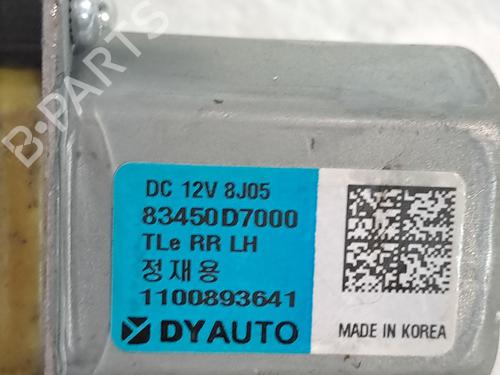 B-PARTS
DC 12V 8J05
83450D7000
TLe RR LH
정재용
1100893641
DYAUTO
MADE IN KOREA